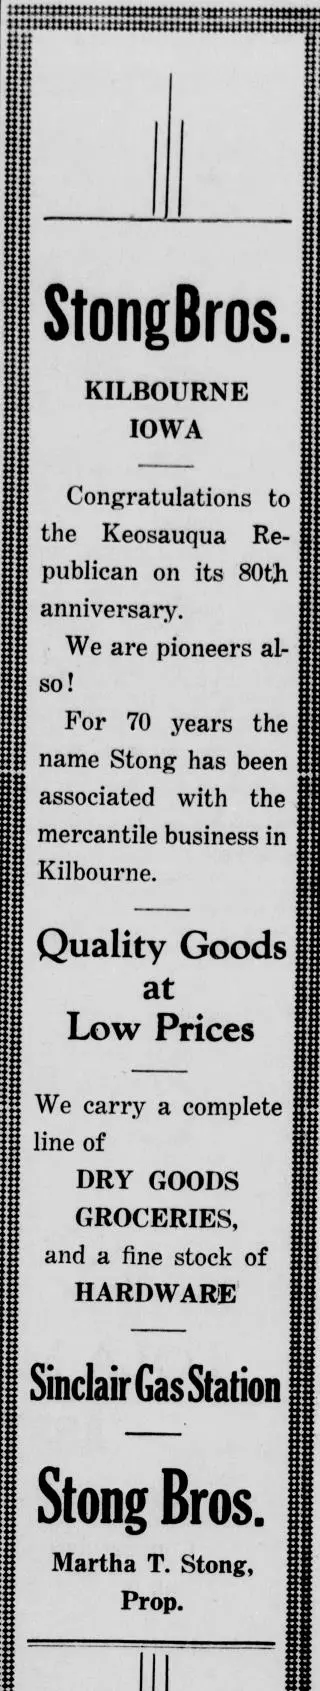 Stong Bros.
KILBOURNE
IOWA
Congratulations to
the Keosauqua Re-
publican on its 80th
anniversary.
We are pioneers al-
so!
For 70 years the
name Stong has been
associated with the
mercantile business in
Kilbourne.
Quality Goods
at
Low Prices
We carry a complete
line of
DRY GOODS
GROCERIES,
and a fine stock of
HARDWARE
Sinclair Gas Station
Stong Bros.
Martha T. Stong,
Prop.